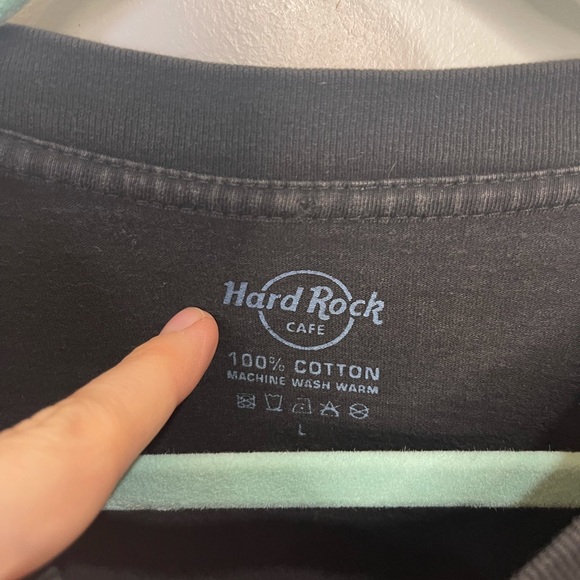 Hard Rock
CAFE
100% COTTON
MACHINE WASH WARM
L